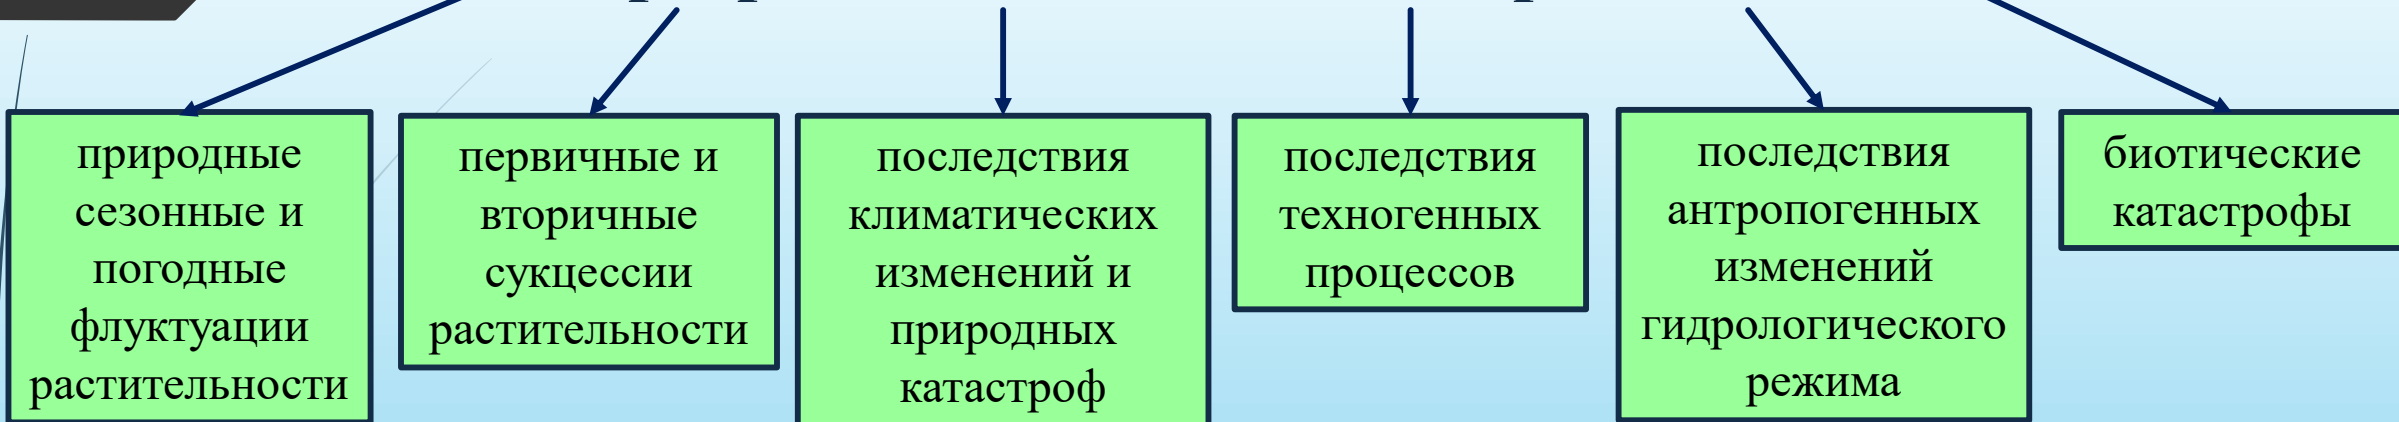 природные
сезонные и
погодные
флуктуации
растительности
первичные и
вторичные
сукцессии
растительности
последствия
климатических
изменений и
природных
катастроф
последствия
техногенных
процессов
последствия
антропогенных
изменений
гидрологического
режима
биотические
катастрофы